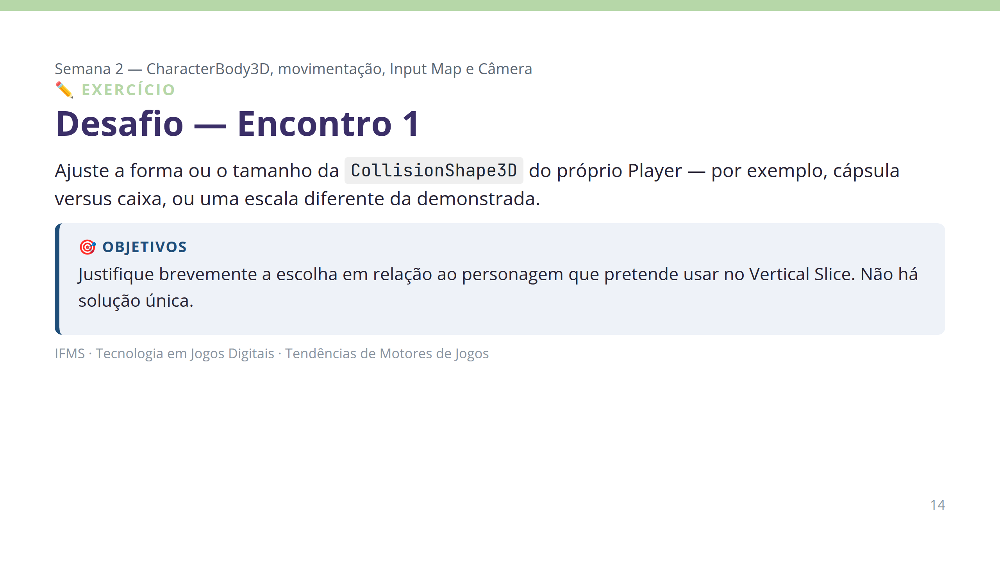 Semana 2 — CharacterBody3D, movimentação, Input Map e Câmera
✏️ EXERCÍCIO
Desafio — Encontro 1
Ajuste a forma ou o tamanho da CollisionShape3D do próprio Player — por exemplo, cápsula
versus caixa, ou uma escala diferente da demonstrada.
🎯 OBJETIVOS
Justifique brevemente a escolha em relação ao personagem que pretende usar no Vertical Slice. Não há
solução única.
IFMS · Tecnologia em Jogos Digitais · Tendências de Motores de Jogos
14